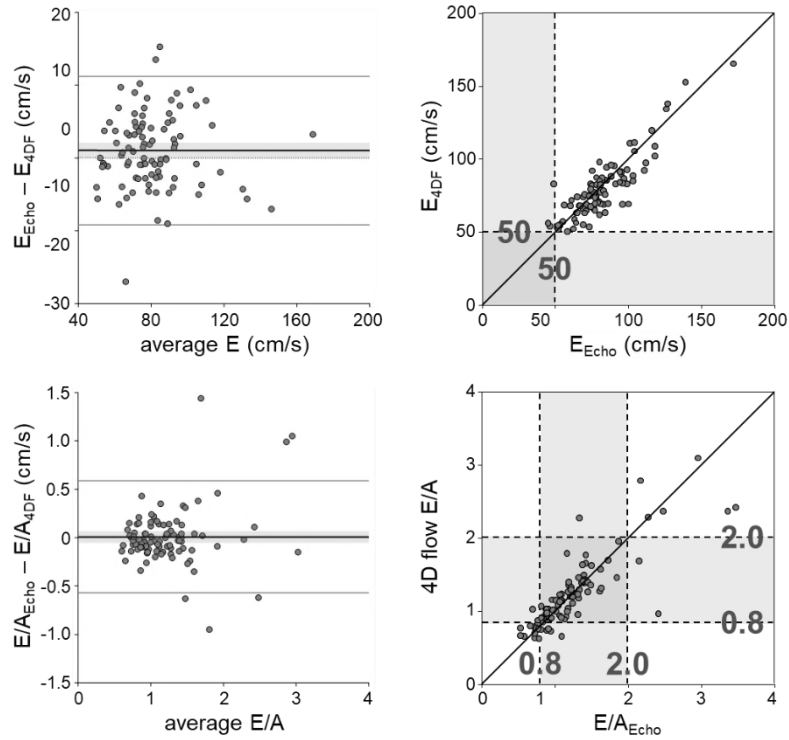 -20
10
0
-10
-20
-30
E_Echo – E_4DF (cm/s)
40 80 120 160 200
average E (cm/s)
200
150
100
50
0
E_4DF (cm/s)
50
50
0 50 100 150 200
E_Echo (cm/s)
1.5
1.0
0.5
0
-0.5
-1.0
-1.5
E/A_Echo – E/A_4DF (cm/s)
0 1 2 3 4
average E/A
4
3
2
1
0
4D flow E/A
2.0
0.8
0.8 2.0
0 1 2 3 4
E/A_Echo